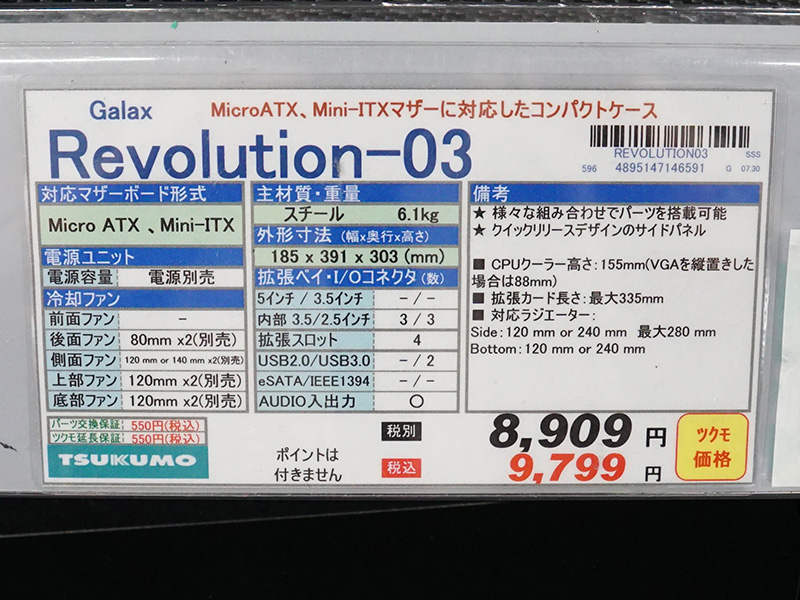 Galax
MicroATX、Mini-ITXマザーに対応したコンパクトケース
Revolution-03
REVOLUTION03 SSS
596 4895147146591 G 07.30
対応マザーボード形式
Micro ATX 、Mini-ITX
電源ユニット
電源容量 電源別売
冷却ファン
前面ファン -
後面ファン 80mm x2(別売)
側面ファン 120 mm or 140 mm x2(別売)
上部ファン 120mm x2(別売)
底部ファン 120mm x2(別売)
主材質・重量
スチール 6.1kg
外形寸法 (幅x奥行x高さ)
185 x 391 x 303 (mm)
拡張ベイ・I/Oコネクタ(数)
5インチ / 3.5インチ -/-
内部 3.5/2.5インチ 3 / 3
拡張スロット 4
USB2.0/USB3.0 -/ 2
eSATA/IEEE1394 -/-
AUDIO入出力 ○
備考
★ 様々な組み合わせでパーツを搭載可能
★ クイックリリースデザインのサイドパネル
■ CPUクーラー高さ：155mm(VGAを縦置きした
場合は88mm)
■ 拡張カード長さ：最大335mm
■ 対応ラジエーター：
Side：120 mm or 240 mm 最大280 mm
Bottom：120 mm or 240 mm
パーツ交換保証：550円(税込)
ツクモ延長保証：550円(税込)
TSUKUMO
ポイントは
付きません
税別 8,909 円
税込 9,799 円
ツクモ
価格